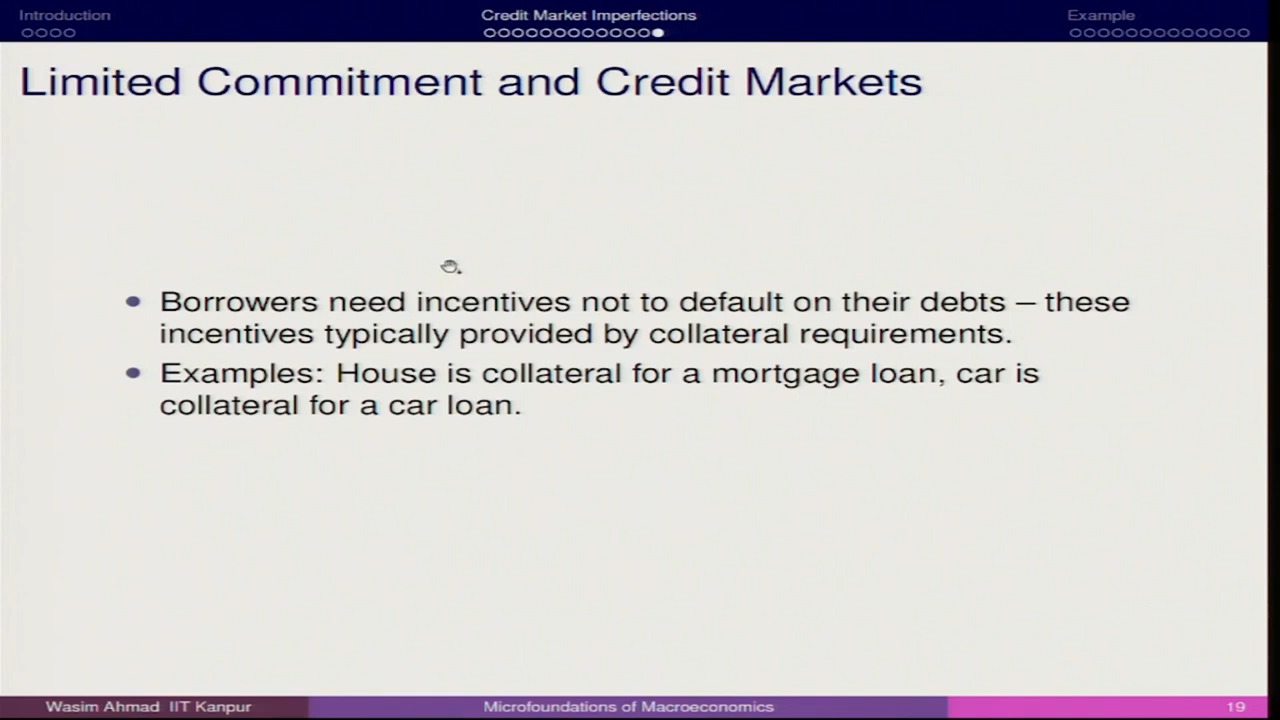 Introduction
Credit Market Imperfections
Example
Limited Commitment and Credit Markets
Borrowers need incentives not to default on their debts – these
incentives typically provided by collateral requirements.
Examples: House is collateral for a mortgage loan, car is
collateral for a car loan.
Wasim Ahmad IIT Kanpur
Microfoundations of Macroeconomics
19